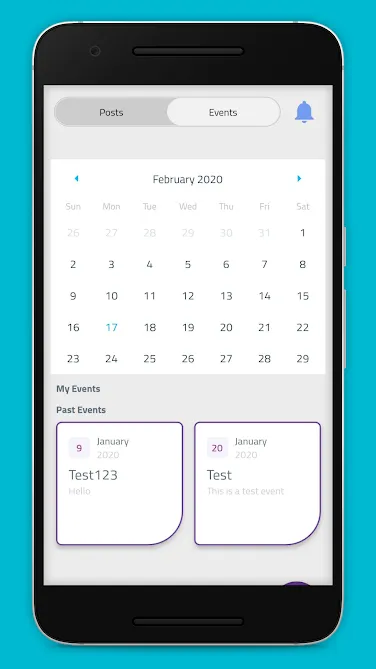 Posts Events
February 2020
Sun Mon Tue Wed Thu Fri Sat
26 27 28 29 30 31 1
2 3 4 5 6 7 8
9 10 11 12 13 14 15
16 17 18 19 20 21 22
23 24 25 26 27 28 29
My Events
Past Events
9 January
2020
Test123
Hello
20 January
2020
Test
This is a test event